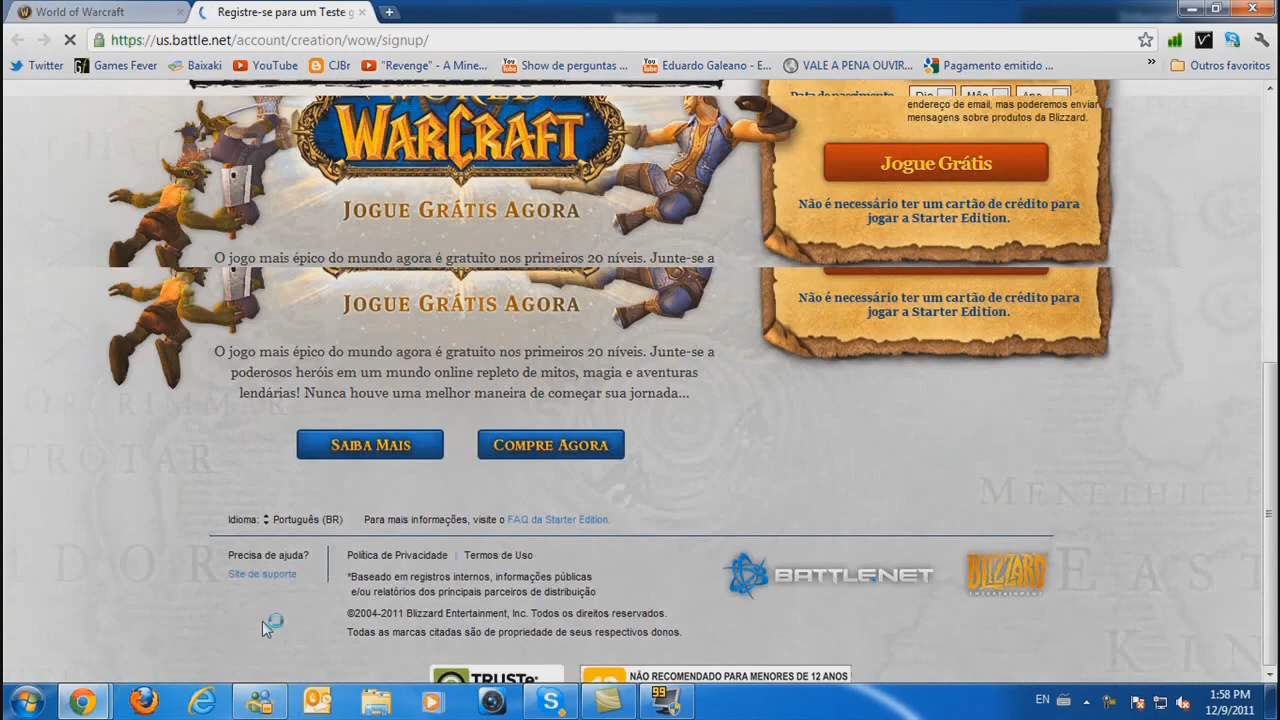 World of Warcraft
Registre-se para um Teste g
https://us.battle.net/account/creation/wow/signup/
Twitter
Games Fever
Baixaki
YouTube
CJBr
"Revenge" - A Mine...
Show de perguntas ...
Eduardo Galeano - E...
VALE A PENA OUVIR...
Pagamento emitido ...
»
Outros favoritos
Data de nascimento
Dia
Mês
Ano
endereço de email, mas poderemos enviar
mensagens sobre produtos da Blizzard.
WARCRAFT
Jogue Grátis
JOGUE GRÁTIS AGORA
Não é necessário ter um cartão de crédito para
jogar a Starter Edition.
O jogo mais épico do mundo agora é gratuito nos primeiros 20 níveis. Junte-se a
JOGUE GRÁTIS AGORA
Não é necessário ter um cartão de crédito para
jogar a Starter Edition.
O jogo mais épico do mundo agora é gratuito nos primeiros 20 níveis. Junte-se a
poderosos heróis em um mundo online repleto de mitos, magia e aventuras
lendárias! Nunca houve uma melhor maneira de começar sua jornada...
SAIBA MAIS
COMPRE AGORA
Idioma: Português (BR)
Para mais informações, visite o FAQ da Starter Edition.
Precisa de ajuda?
Site de suporte
Política de Privacidade | Termos de Uso
*Baseado em registros internos, informações públicas
e/ou relatórios dos principais parceiros de distribuição
©2004-2011 Blizzard Entertainment, Inc. Todos os direitos reservados.
Todas as marcas citadas são de propriedade de seus respectivos donos.
BATTLE.NET
BLIZZARD
ENTERTAINMENT
TRUSTe
NÃO RECOMENDADO PARA MENORES DE 12 ANOS
99
EN
1:58 PM
12/9/2011